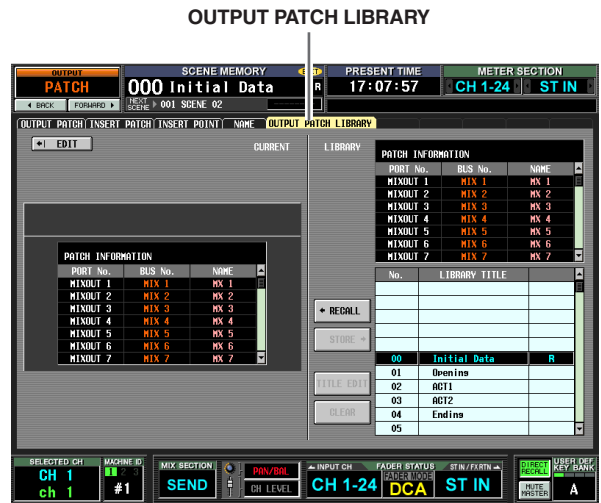 OUTPUT PATCH LIBRARY
OUTPUT
PATCH
BACK
FORWARD
SCENE MEMORY
000 Initial Data R
NEXT SCENE 001 SCENE 02
PRESENT TIME
17:07:57
METER SECTION
CH 1-24 ST IN
OUTPUT PATCH INSERT PATCH INSERT POINT NAME OUTPUT PATCH LIBRARY
EDIT
CURRENT
LIBRARY
PATCH INFORMATION
PORT No. BUS No. NAME
MIXOUT 1 MIX 1 MX 1
MIXOUT 2 MIX 2 MX 2
MIXOUT 3 MIX 3 MX 3
MIXOUT 4 MIX 4 MX 4
MIXOUT 5 MIX 5 MX 5
MIXOUT 6 MIX 6 MX 6
MIXOUT 7 MIX 7 MX 7
PATCH INFORMATION
PORT No. BUS No. NAME
MIXOUT 1 MIX 1 MX 1
MIXOUT 2 MIX 2 MX 2
MIXOUT 3 MIX 3 MX 3
MIXOUT 4 MIX 4 MX 4
MIXOUT 5 MIX 5 MX 5
MIXOUT 6 MIX 6 MX 6
MIXOUT 7 MIX 7 MX 7
RECALL
STORE
TITLE EDIT
CLEAR
No. LIBRARY TITLE
00 Initial Data R
01 Opening
02 ACT1
03 ACT2
04 Ending
05
SELECTED CH
CH 1
ch 1
MACHINE ID
1 2 3
#1
MIX SECTION
SEND
PAN/BAL
CH LEVEL
INPUT CH FADER STATUS ST IN / FX RTN
CH 1-24
FADER MODE
DCA
ST IN
DIRECT RECALL
MUTE MASTER
USER DEF KEY BANK
A